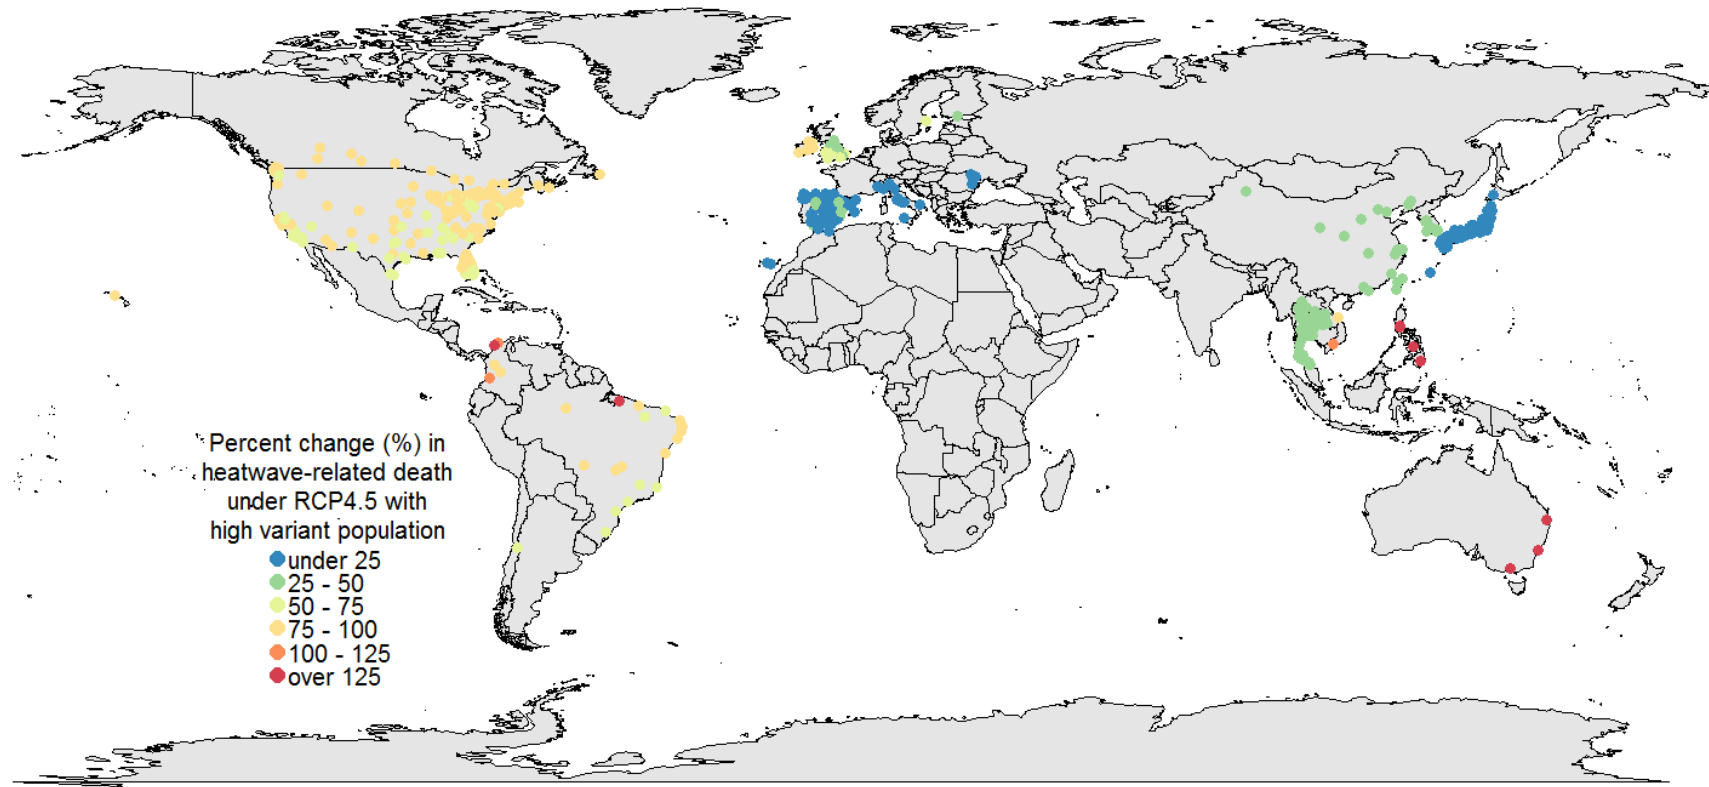 Percent change (%) in
heatwave-related death
under RCP4.5 with
high variant population
under 25
25 - 50
50 - 75
75 - 100
100 - 125
over 125